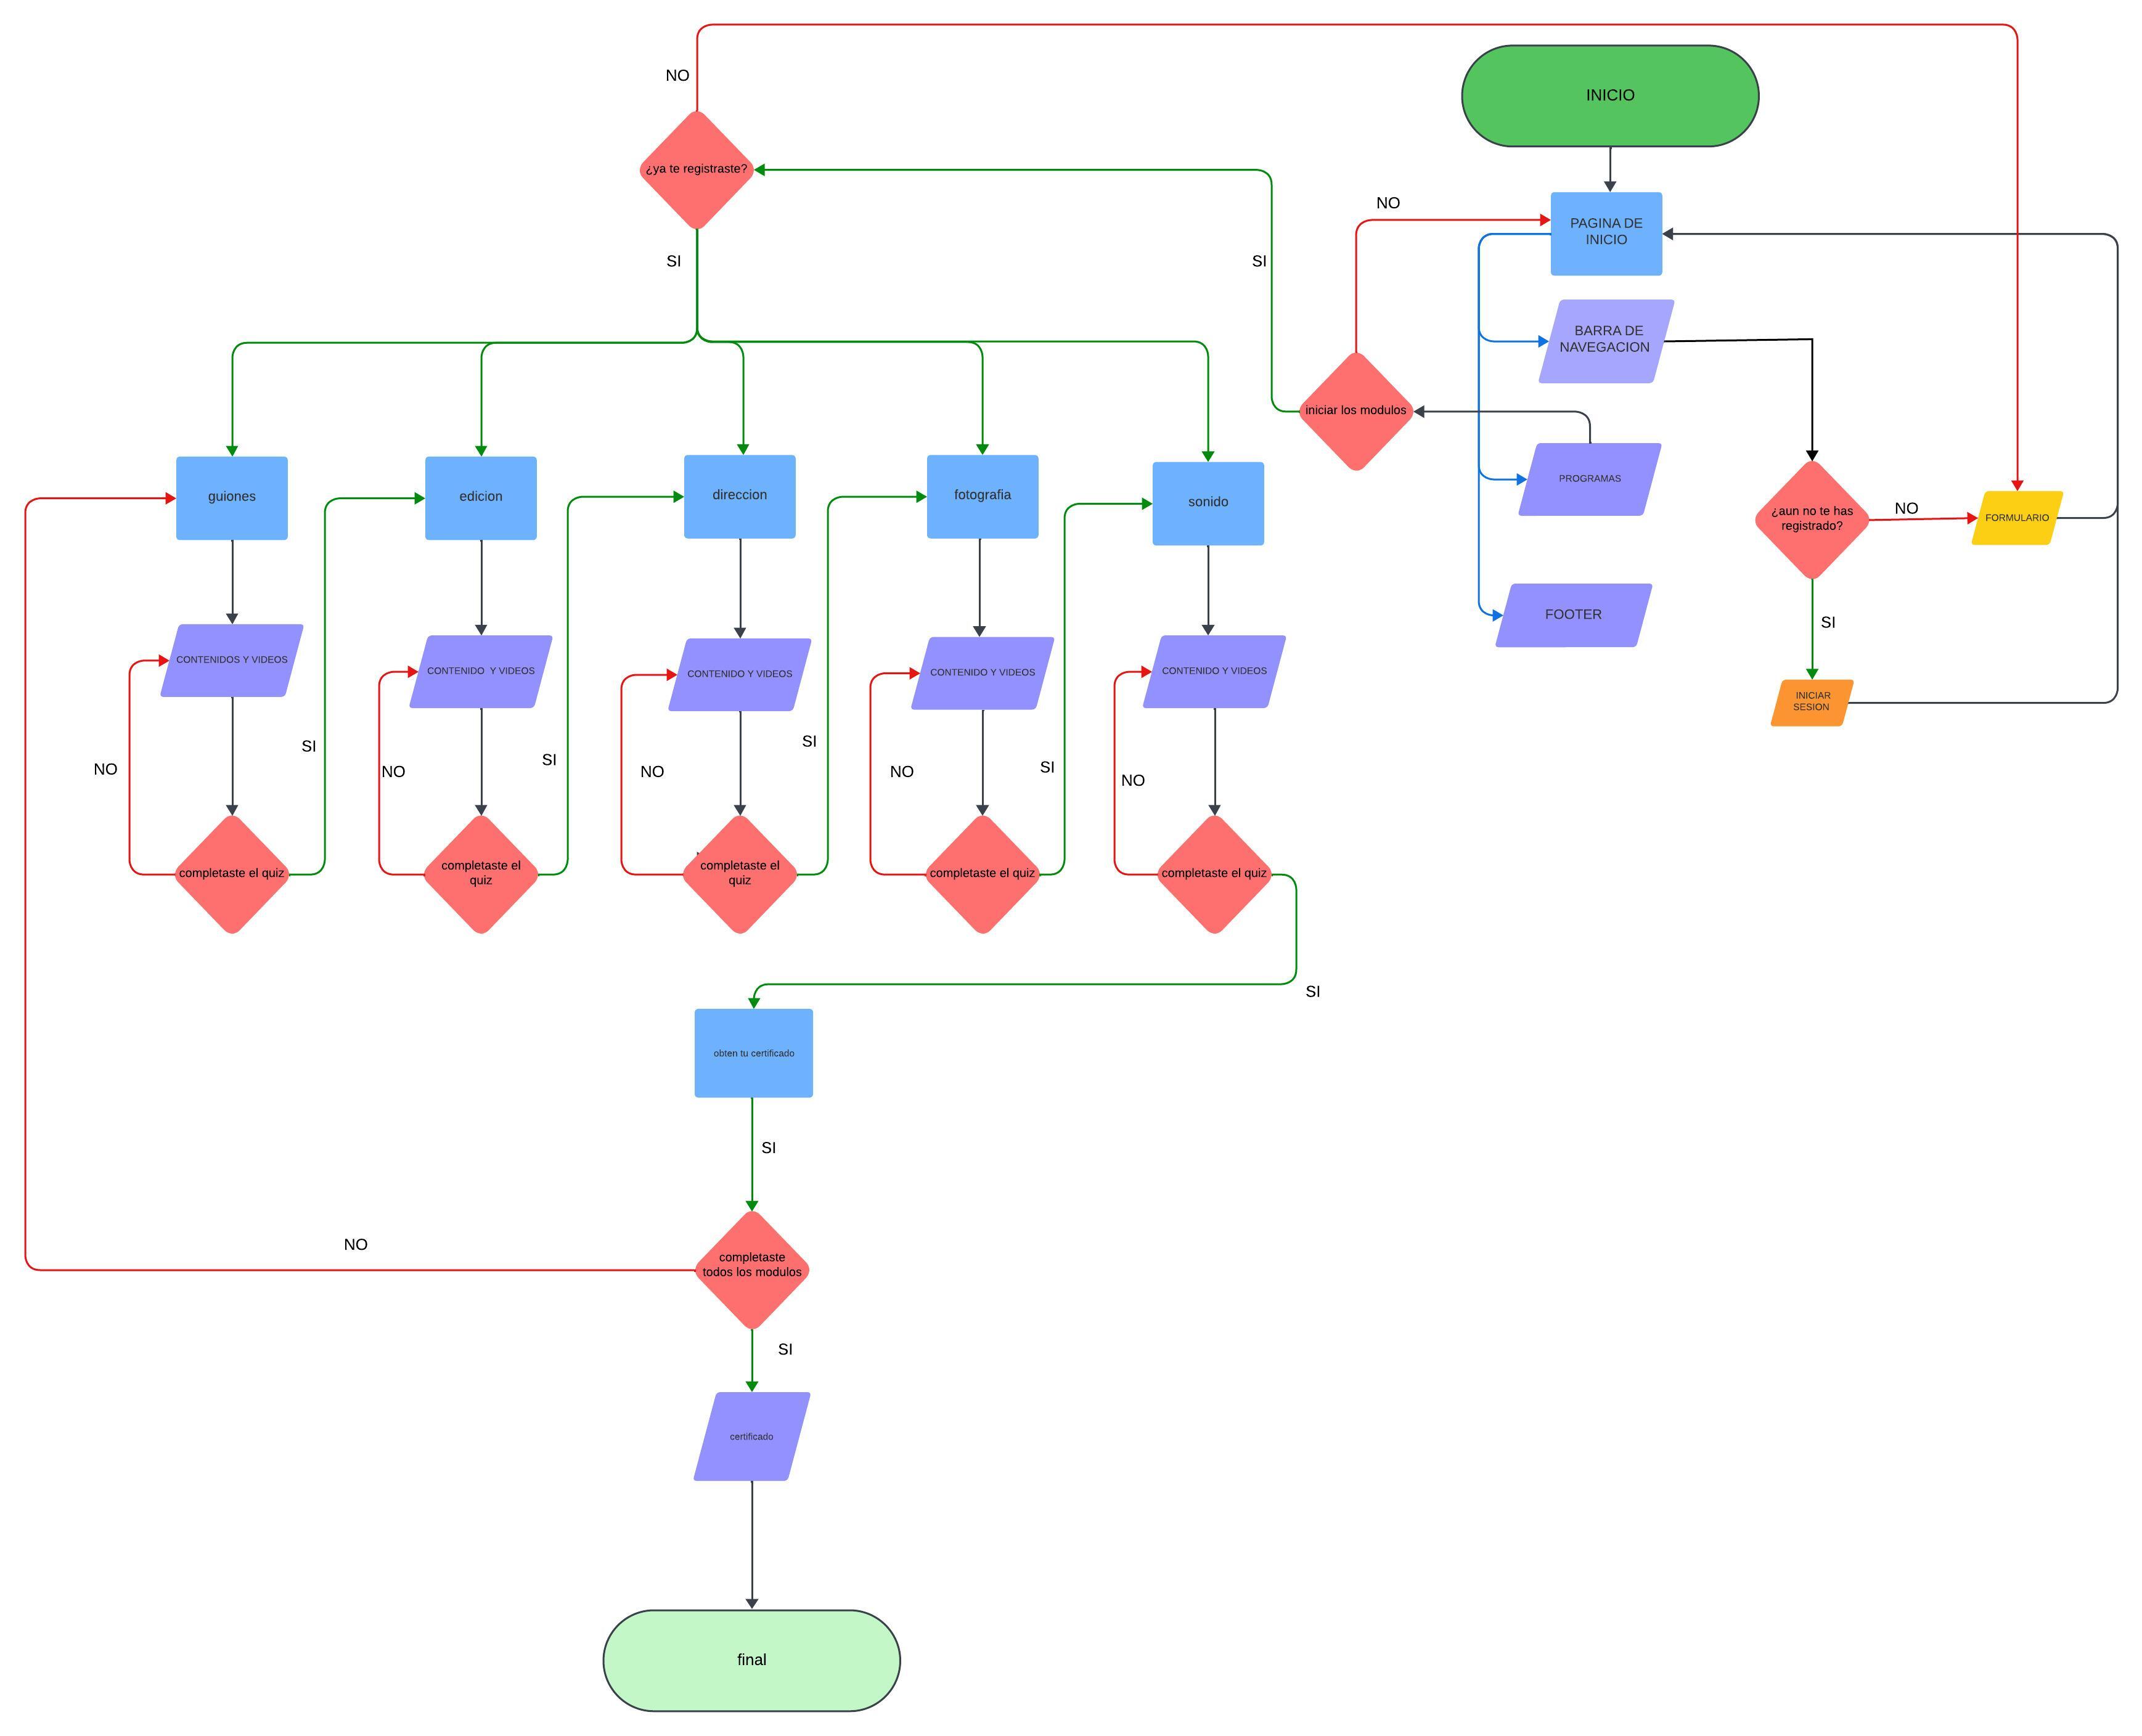 NO
INICIO
¿ya te registraste?
NO
PAGINA DE
INICIO
SI
SI
BARRA DE
NAVEGACION
iniciar los modulos
PROGRAMAS
guiones
edicion
direccion
fotografia
sonido
¿aun no te has
registrado?
NO
FORMULARIO
FOOTER
SI
CONTENIDOS Y VIDEOS
CONTENIDO  Y VIDEOS
CONTENIDO Y VIDEOS
CONTENIDO Y VIDEOS
CONTENIDO Y VIDEOS
INICIAR
SESION
NO
SI
NO
SI
NO
SI
NO
SI
NO
completaste el quiz
completaste el
quiz
completaste el
quiz
completaste el quiz
completaste el quiz
SI
obten tu certificado
SI
NO
completaste
todos los modulos
SI
certificado
final